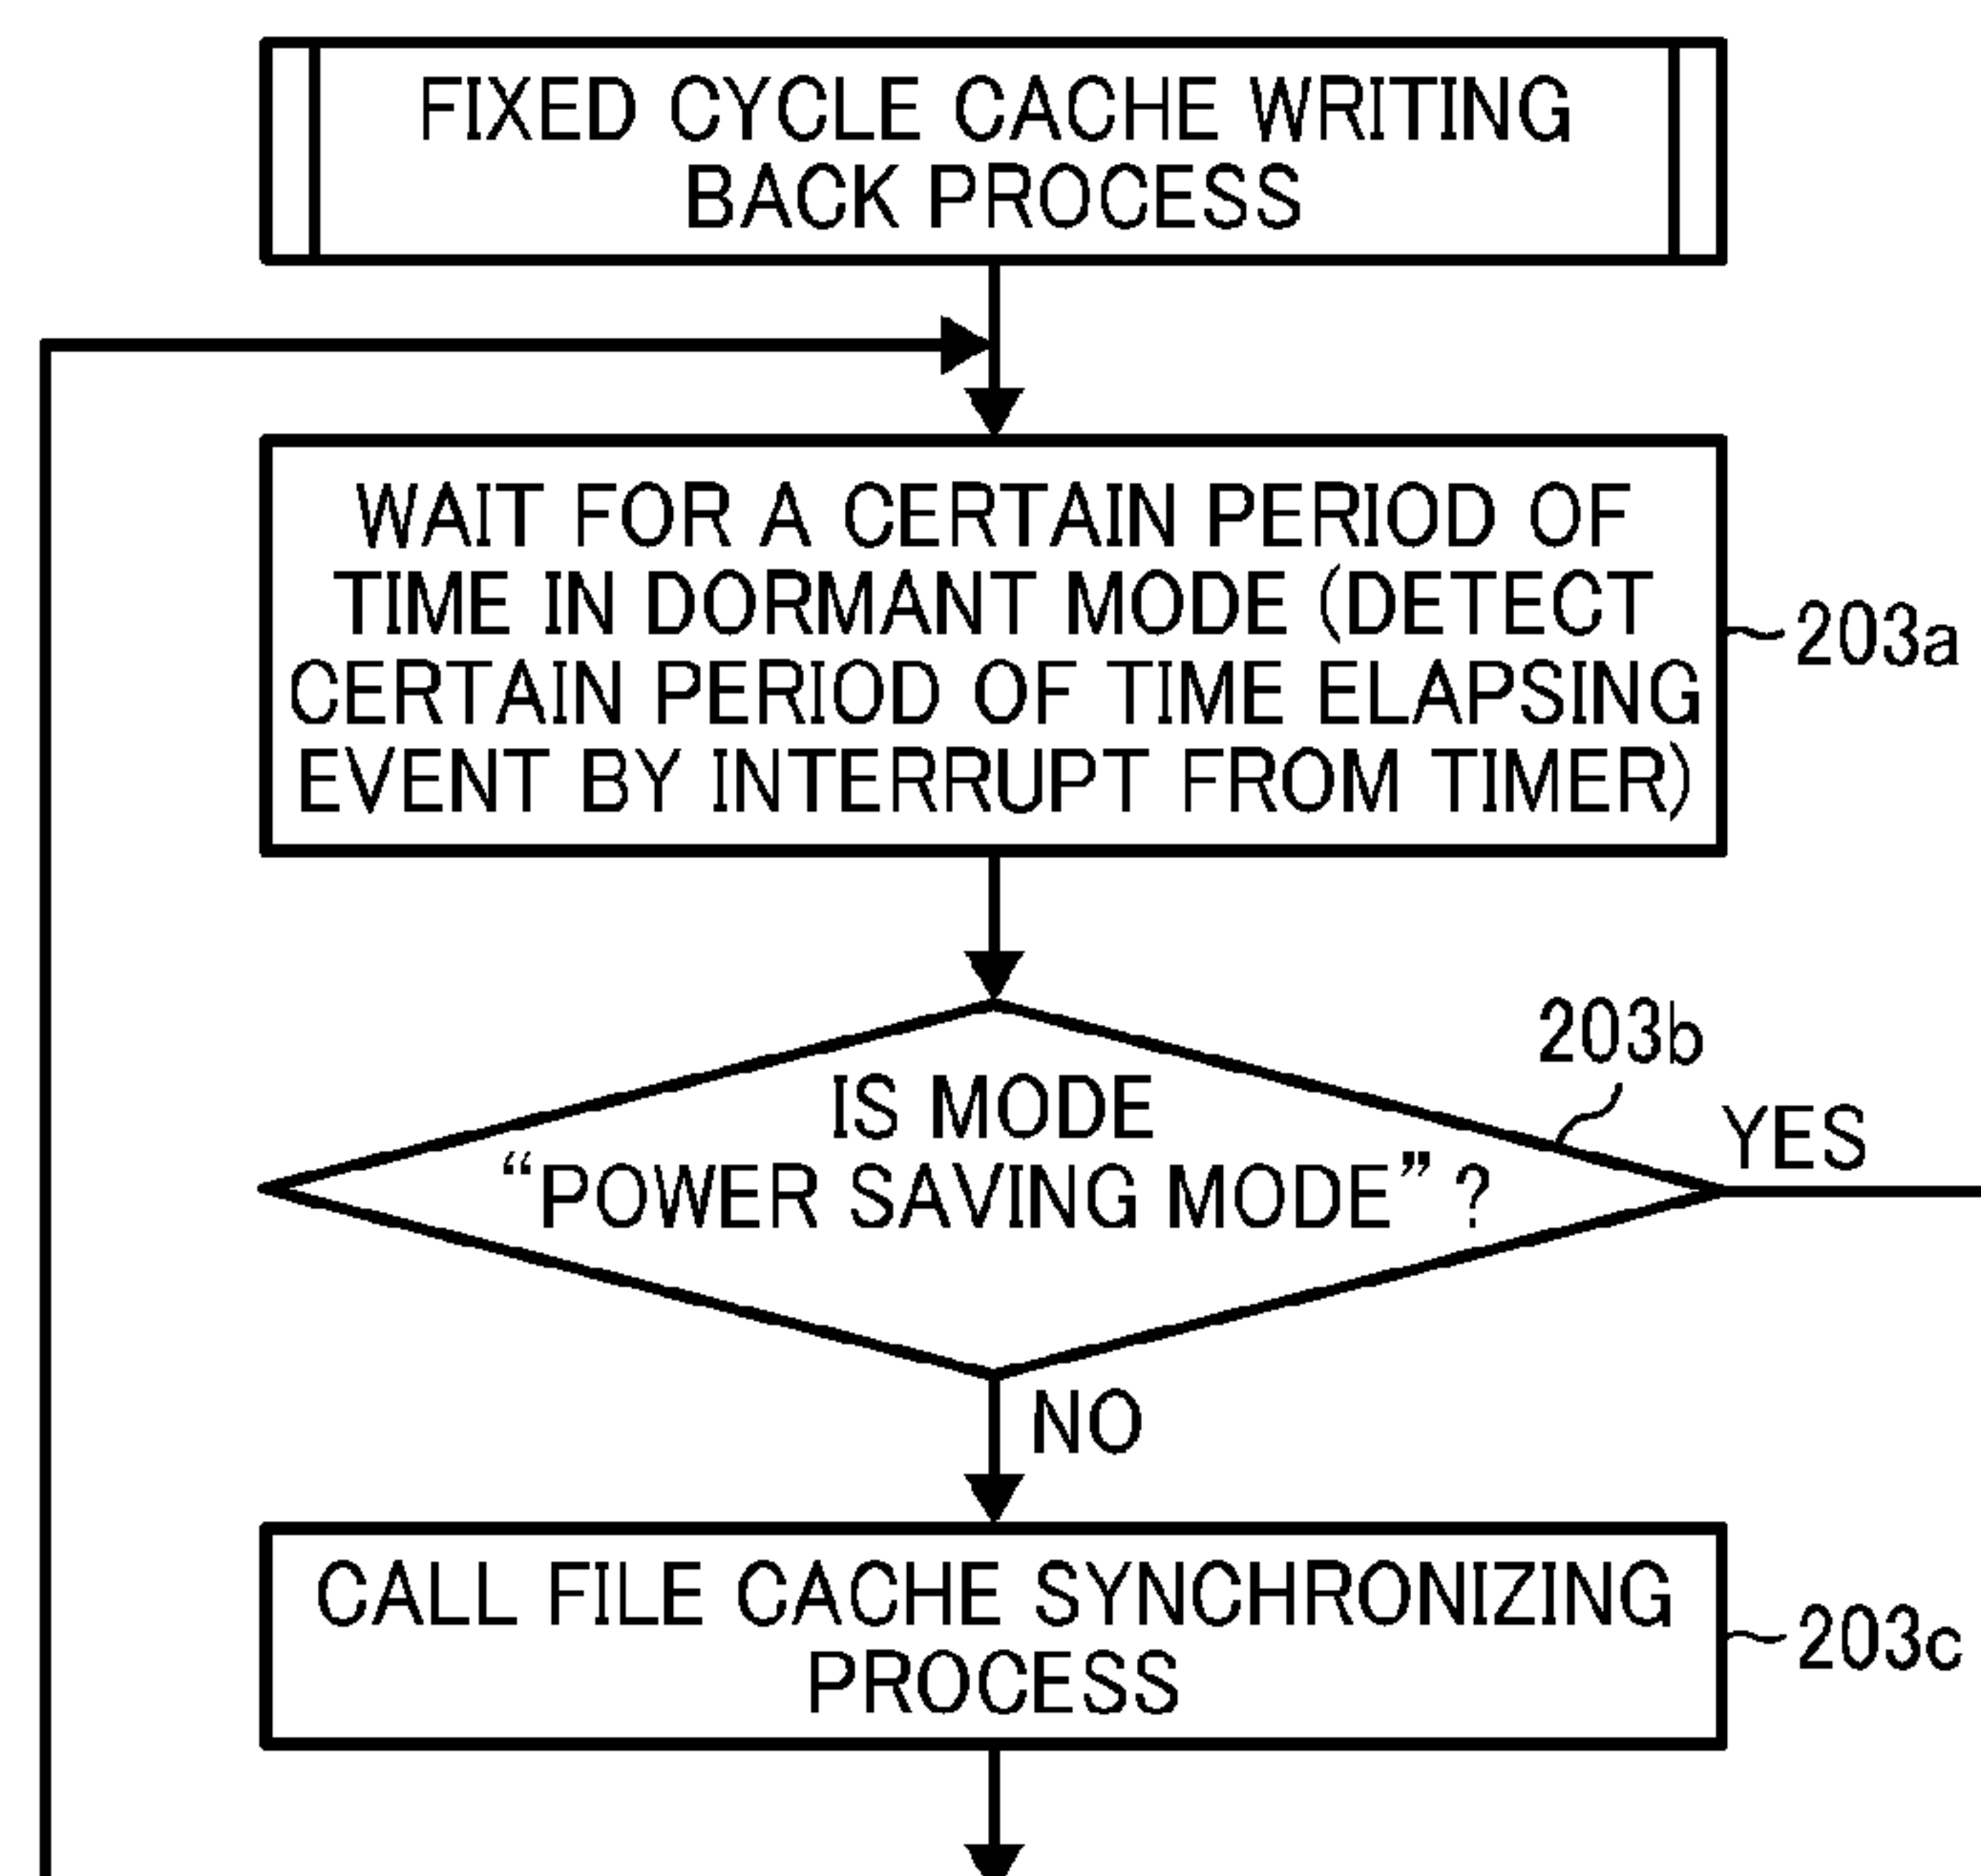 FIXED CYCLE CACHE WRITING
BACK PROCESS
WAIT FOR A CERTAIN PERIOD OF
TIME IN DORMANT MODE (DETECT
CERTAIN PERIOD OF TIME ELAPSING
EVENT BY INTERRUPT FROM TIMER)
203a
203b
IS MODE
“POWER SAVING MODE”?
YES
NO
CALL FILE CACHE SYNCHRONIZING
PROCESS
203c